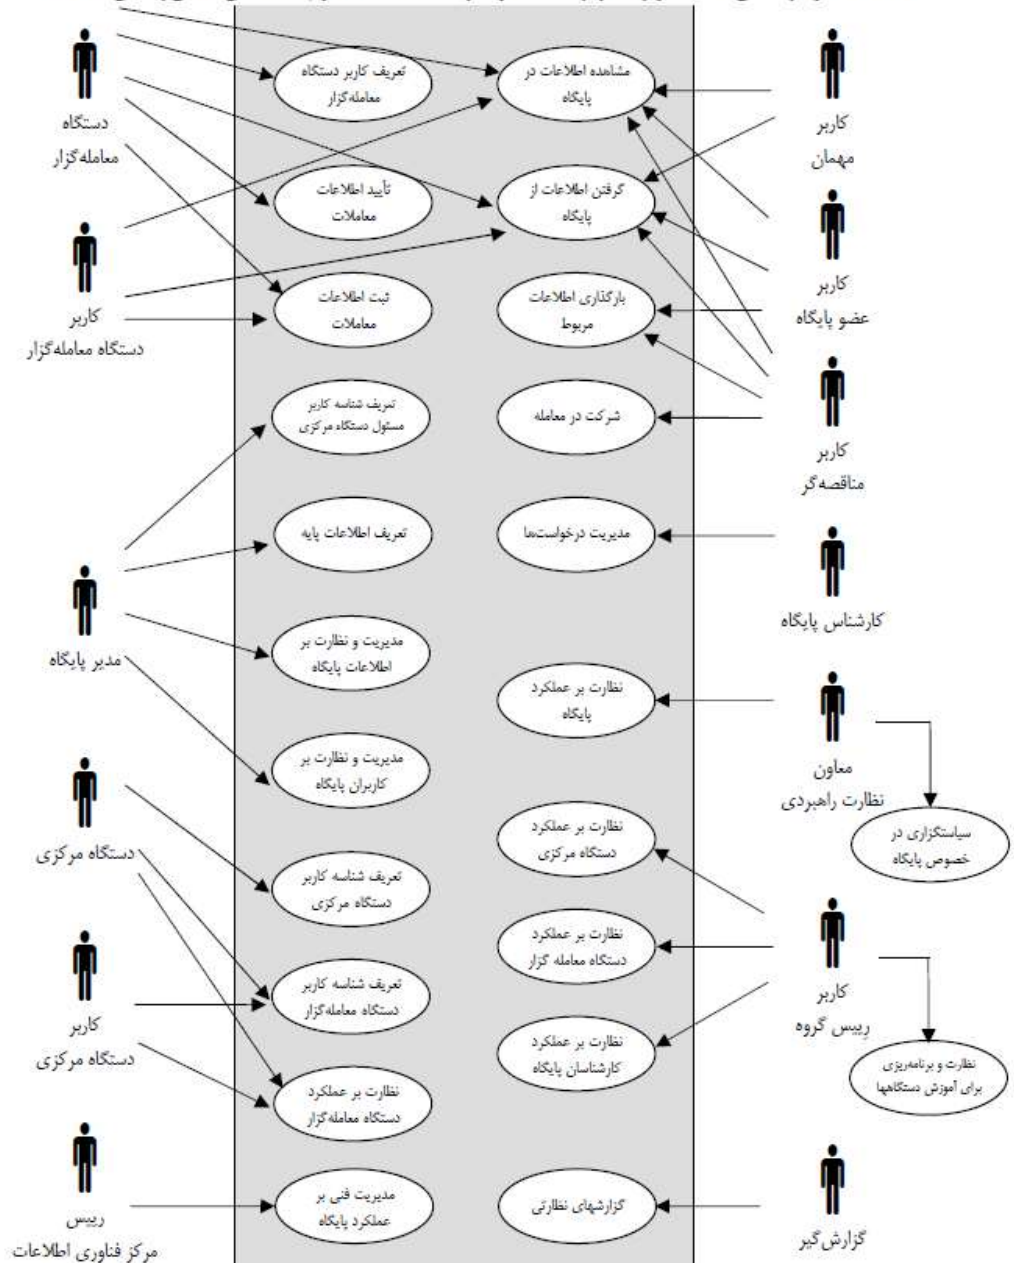 تعریف کاربر دستگاه
معامله‌گزار
مشاهده اطلاعات در
پایگاه
دستگاه
معامله‌گزار
کاربر
مهمان
تأیید اطلاعات
معاملات
گرفتن اطلاعات از
پایگاه
کاربر
دستگاه معامله‌گزار
کاربر
عضو پایگاه
ثبت اطلاعات
معاملات
بارگذاری اطلاعات
مربوط
تعریف شناسه کاربر
مسئول دستگاه مرکزی
شرکت در معامله
کاربر
مناقصه‌گر
تعریف اطلاعات پایه
مدیریت درخواست‌ها
کارشناس پایگاه
مدیر پایگاه
مدیریت و نظارت بر
اطلاعات پایگاه
نظارت بر عملکرد
پایگاه
معاون
نظارت راهبردی
مدیریت و نظارت بر
کاربران پایگاه
سیاستگزاری در
خصوص پایگاه
دستگاه مرکزی
نظارت بر عملکرد
دستگاه مرکزی
تعریف شناسه کاربر
دستگاه مرکزی
نظارت بر عملکرد
دستگاه معامله گزار
کاربر
رییس گروه
تعریف شناسه کاربر
دستگاه معامله‌گزار
کاربر
دستگاه مرکزی
نظارت بر عملکرد
کارشناسان پایگاه
نظارت و برنامه‌ریزی
برای آموزش دستگاهها
نظارت بر عملکرد
دستگاه معامله‌گزار
مدیریت فنی بر
عملکرد پایگاه
گزارشهای نظارتی
رییس
مرکز فناوری اطلاعات
گزارش‌گیر